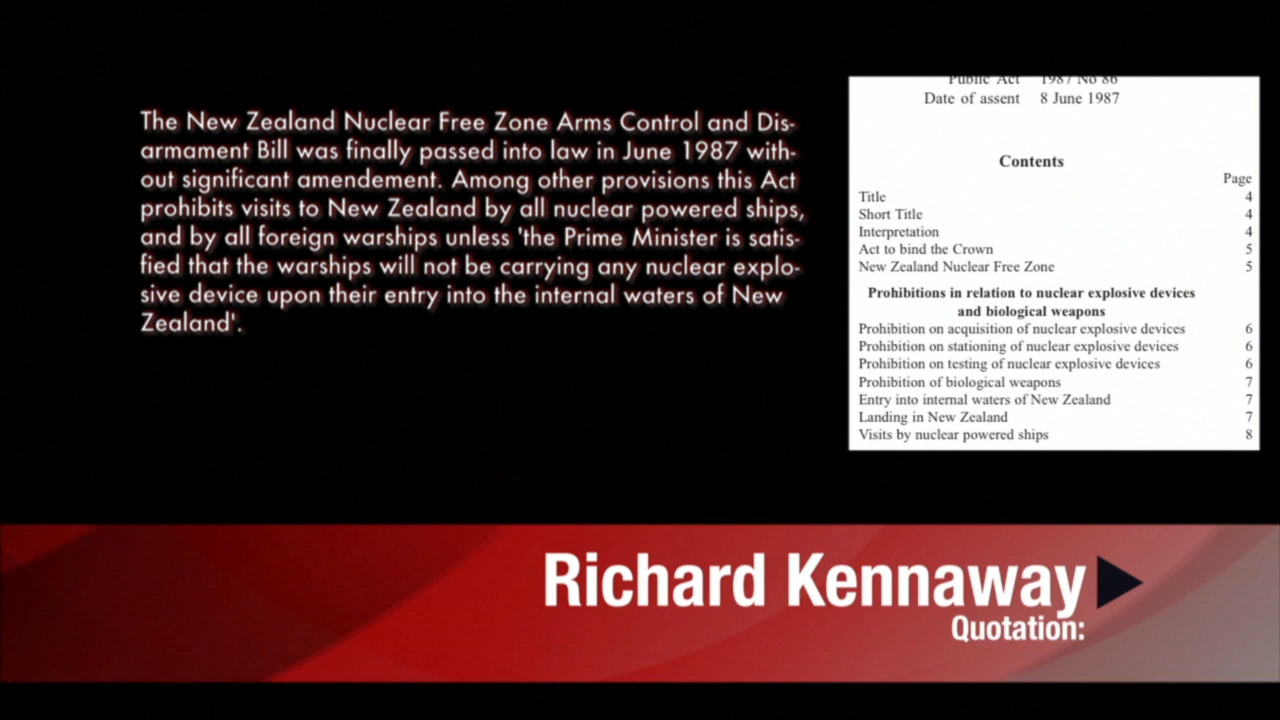 The New Zealand Nuclear Free Zone Arms Control and Dis-
armament Bill was finally passed into law in June 1987 with-
out significant amendement. Among other provisions this Act
prohibits visits to New Zealand by all nuclear powered ships,
and by all foreign warships unless 'the Prime Minister is satis-
fied that the warships will not be carrying any nuclear explo-
sive device upon their entry into the internal waters of New
Zealand'.
Public Act 1987 No 86
Date of assent 8 June 1987
Contents
Page
Title 4
Short Title 4
Interpretation 4
Act to bind the Crown 5
New Zealand Nuclear Free Zone 5
Prohibitions in relation to nuclear explosive devices
and biological weapons
Prohibition on acquisition of nuclear explosive devices 6
Prohibition on stationing of nuclear explosive devices 6
Prohibition on testing of nuclear explosive devices 6
Prohibition of biological weapons 7
Entry into internal waters of New Zealand 7
Landing in New Zealand 7
Visits by nuclear powered ships 8
Richard Kennaway
Quotation: